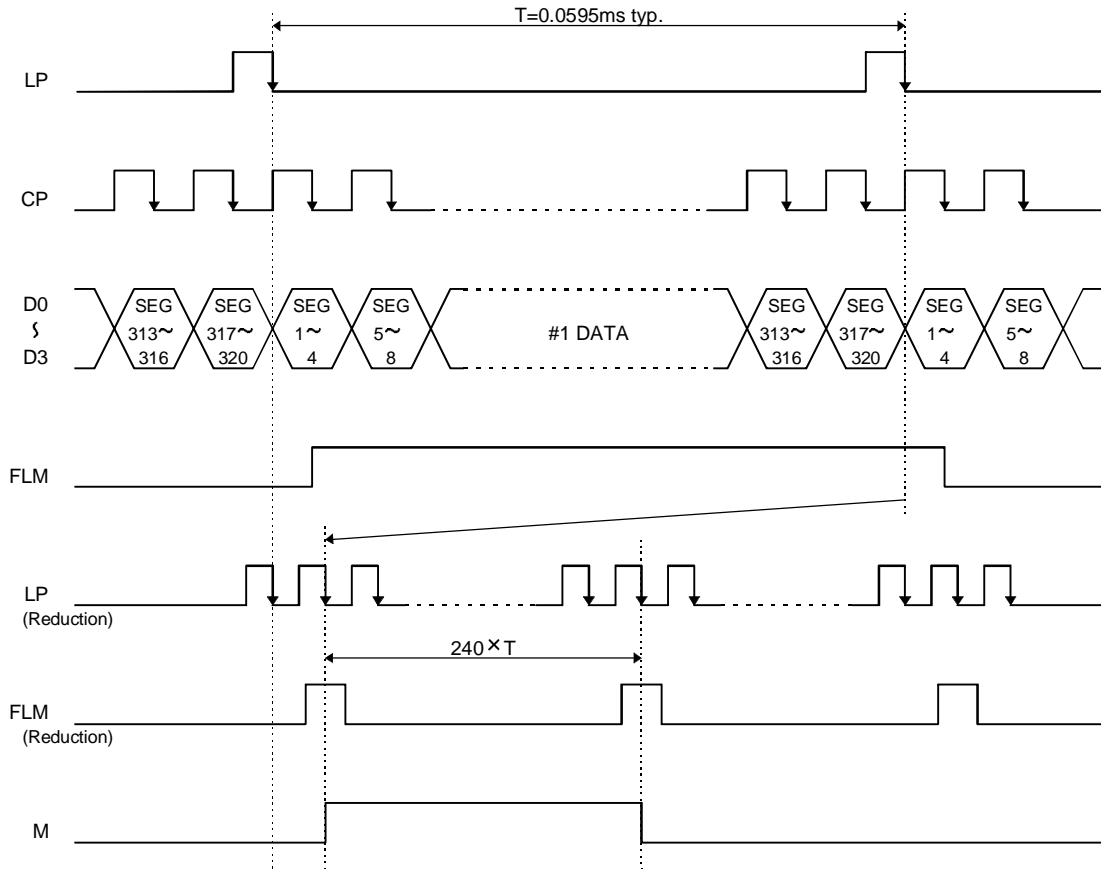 T=0.0595ms typ.
LP
CP
D0
~
D3
SEG
313~
316
SEG
317~
320
SEG
1~
4
SEG
5~
8
#1 DATA
SEG
313~
316
SEG
317~
320
SEG
1~
4
SEG
5~
8
FLM
LP
(Reduction)
240×T
FLM
(Reduction)
M